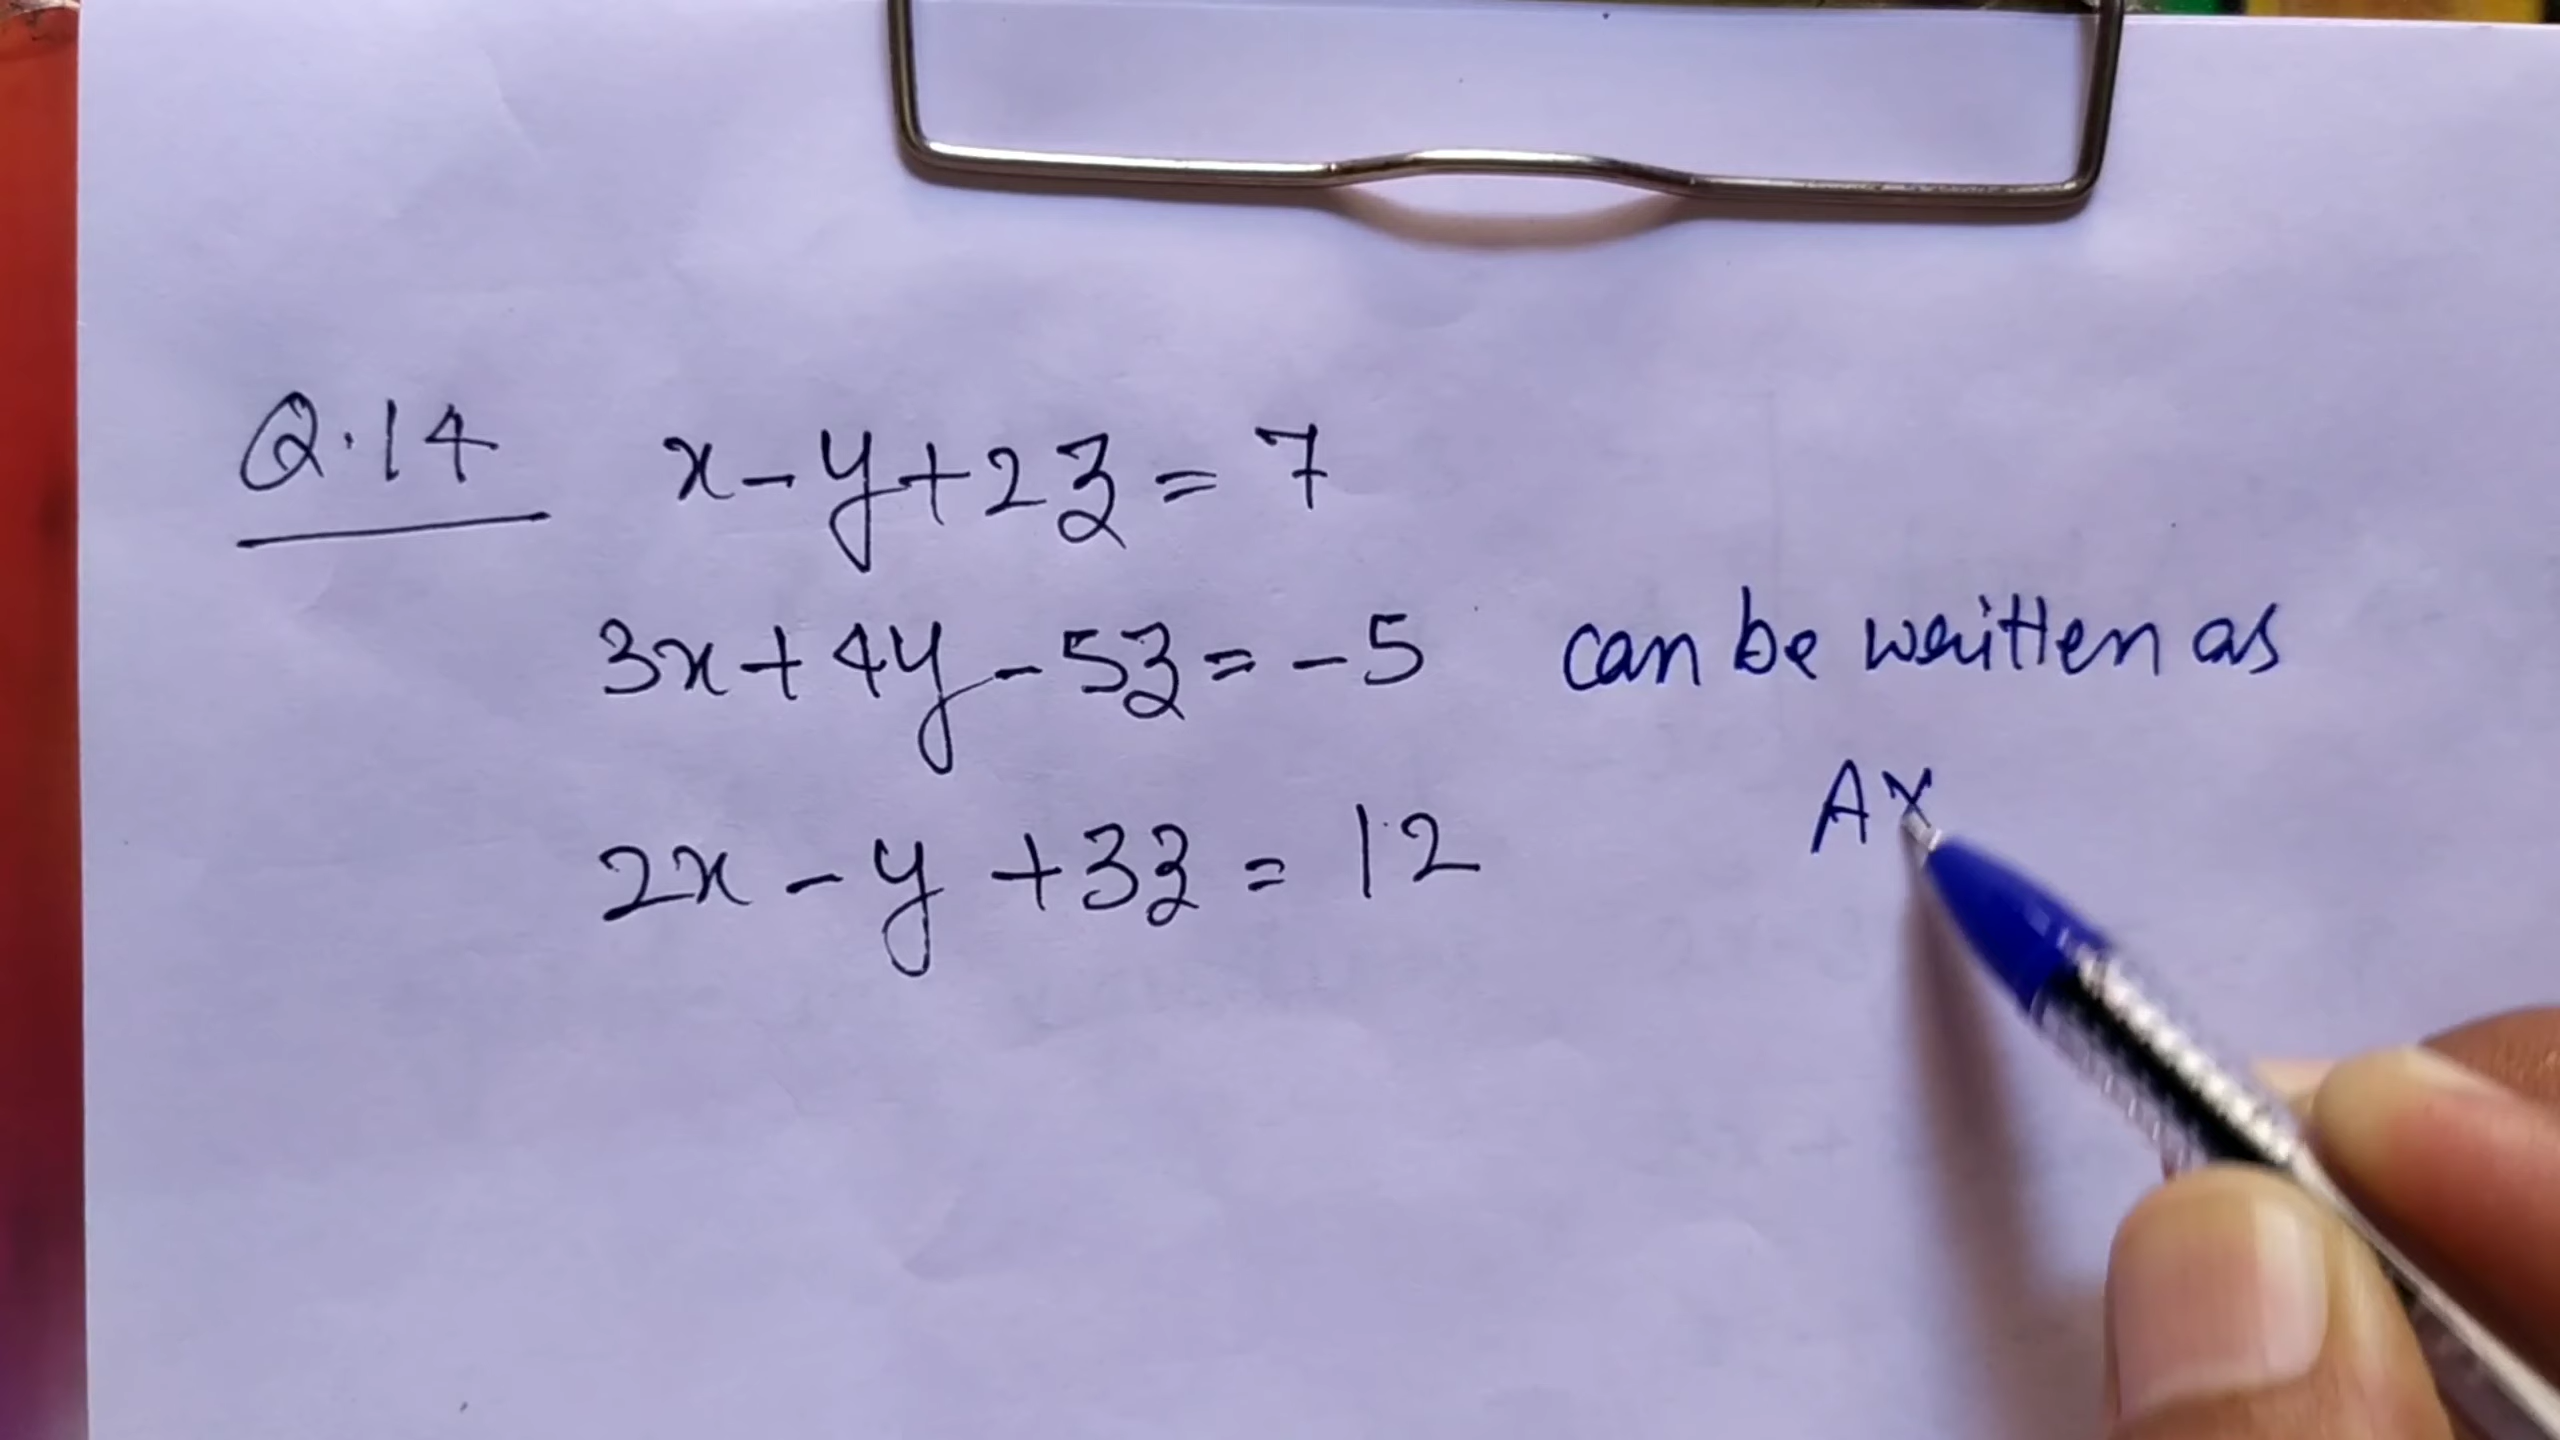 Q.14 x-y+2z=7
3x+4y-5z=-5 can be written as
AX
2x-y+3z=12